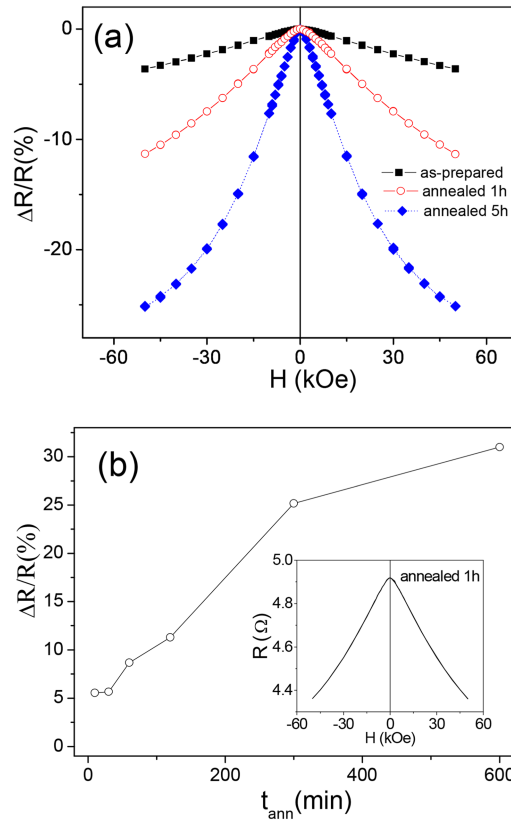 (a)
0
-10
-20
ΔR/R(%)
as-prepared
annealed 1h
annealed 5h
-60 -30 0 30 60
H (kOe)
(b)
35
30
25
20
15
10
5
0
ΔR/R(%)
5.0
4.8
4.6
4.4
R (Ω)
annealed 1h
-60 -30 0 30 60
H (kOe)
0 200 400 600
t_ann(min)